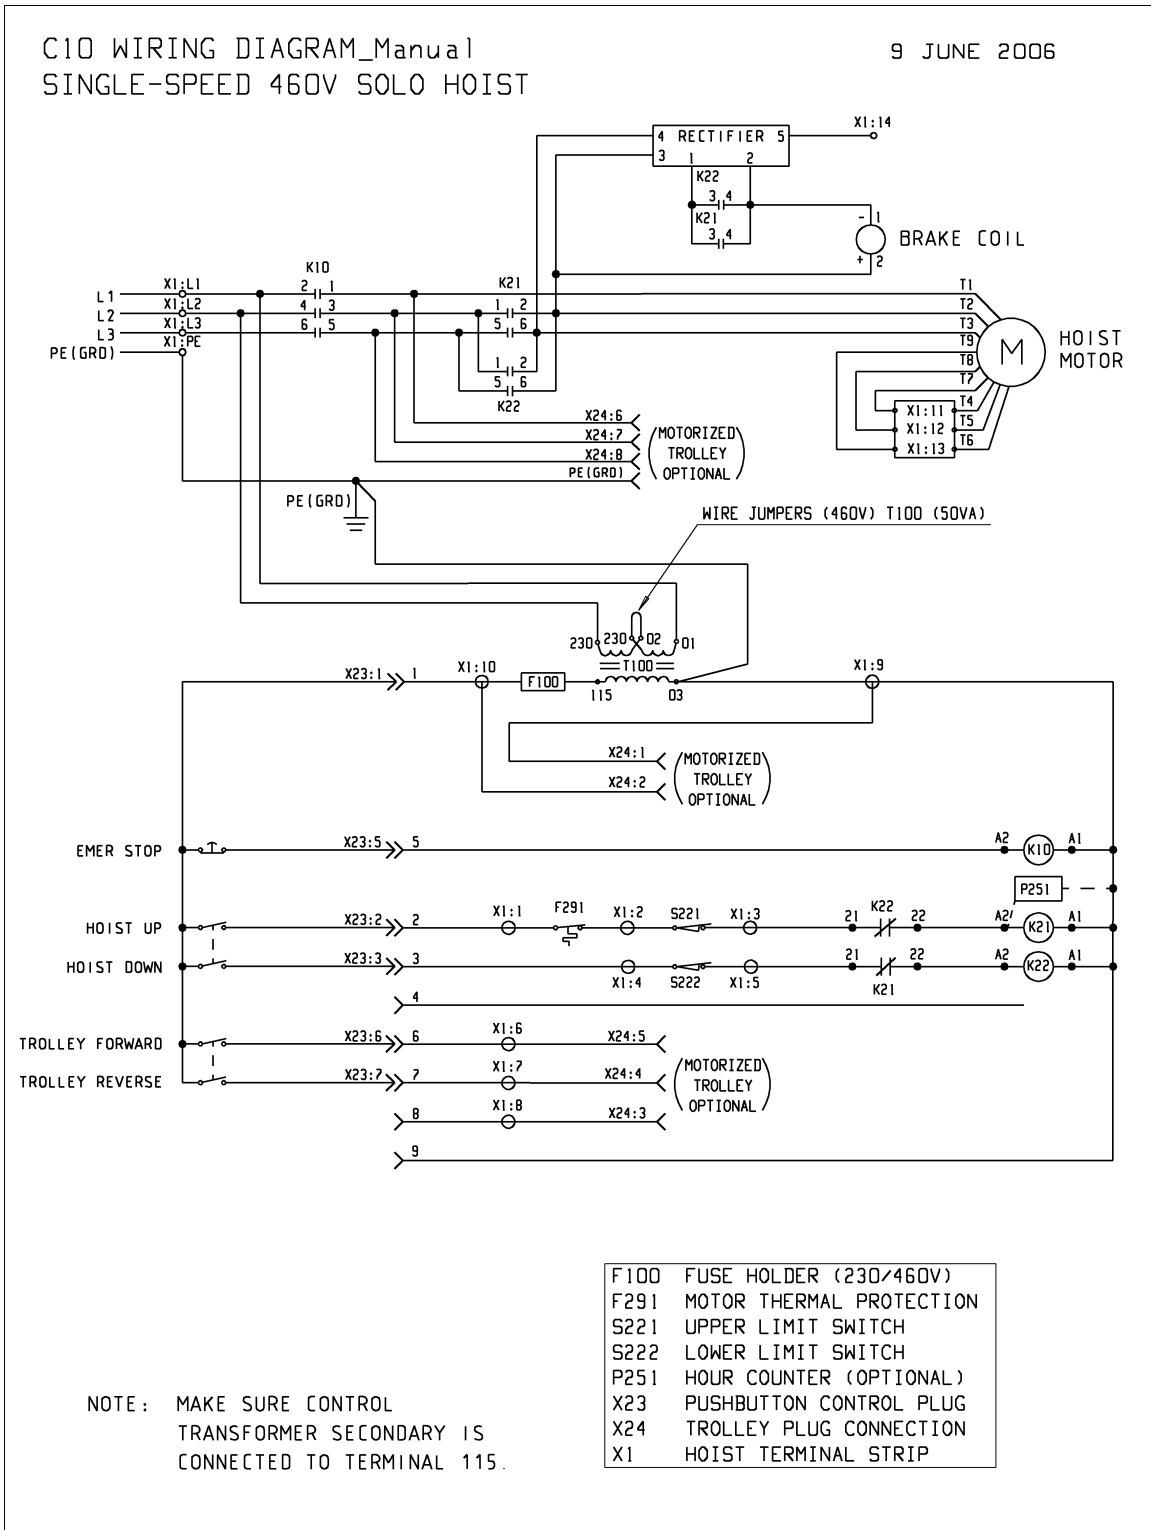 C10 WIRING DIAGRAM_Manual
9 JUNE 2006
SINGLE-SPEED 460V SOLO HOIST
X1:14
4 RECTIFIER 5
3 1 2
K22
3 4
K21
3 4
- 1
BRAKE COIL
+ 2
K10
K21
L1 X1:L1 2 1 T1
L2 X1:L2 4 3 1 2 T2
L3 X1:L3 6 5 5 6 T3
PE(GRD) X1:PE T9
M
HOIST
MOTOR
T8
1 2
T7
5 6
K22
T4
X1:11
T5
X1:12
T6
X1:13
X24:6
X24:7
X24:8
PE(GRD)
(MOTORIZED
TROLLEY
OPTIONAL)
PE(GRD)
WIRE JUMPERS (460V) T100 (50VA)
230 230 02 01
T100
X23:1 1 X1:10 F100 115 03 X1:9
X24:1
X24:2
(MOTORIZED
TROLLEY
OPTIONAL)
EMER STOP X23:5 5 A2 K10 A1
P251
HOIST UP X23:2 2 X1:1 F291 X1:2 S221 X1:3 21 K22 22 A2 K21 A1
HOIST DOWN X23:3 3 X1:4 S222 X1:5 21 K21 22 A2 K22 A1
4
TROLLEY FORWARD X23:6 6 X1:6 X24:5
TROLLEY REVERSE X23:7 7 X1:7 X24:4
8 X1:8 X24:3
(MOTORIZED
TROLLEY
OPTIONAL)
9
F100 FUSE HOLDER (230/460V)
F291 MOTOR THERMAL PROTECTION
S221 UPPER LIMIT SWITCH
S222 LOWER LIMIT SWITCH
P251 HOUR COUNTER (OPTIONAL)
X23 PUSHBUTTON CONTROL PLUG
X24 TROLLEY PLUG CONNECTION
X1 HOIST TERMINAL STRIP
NOTE: MAKE SURE CONTROL
TRANSFORMER SECONDARY IS
CONNECTED TO TERMINAL 115.